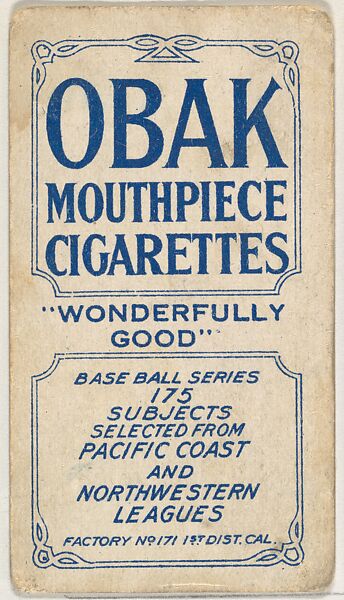 OBAK
MOUTHPIECE
CIGARETTES
"WONDERFULLY
GOOD"
BASE BALL SERIES
175
SUBJECTS
SELECTED FROM
PACIFIC COAST
AND
NORTHWESTERN
LEAGUES
FACTORY Nº 171 1ST DIST. CAL.